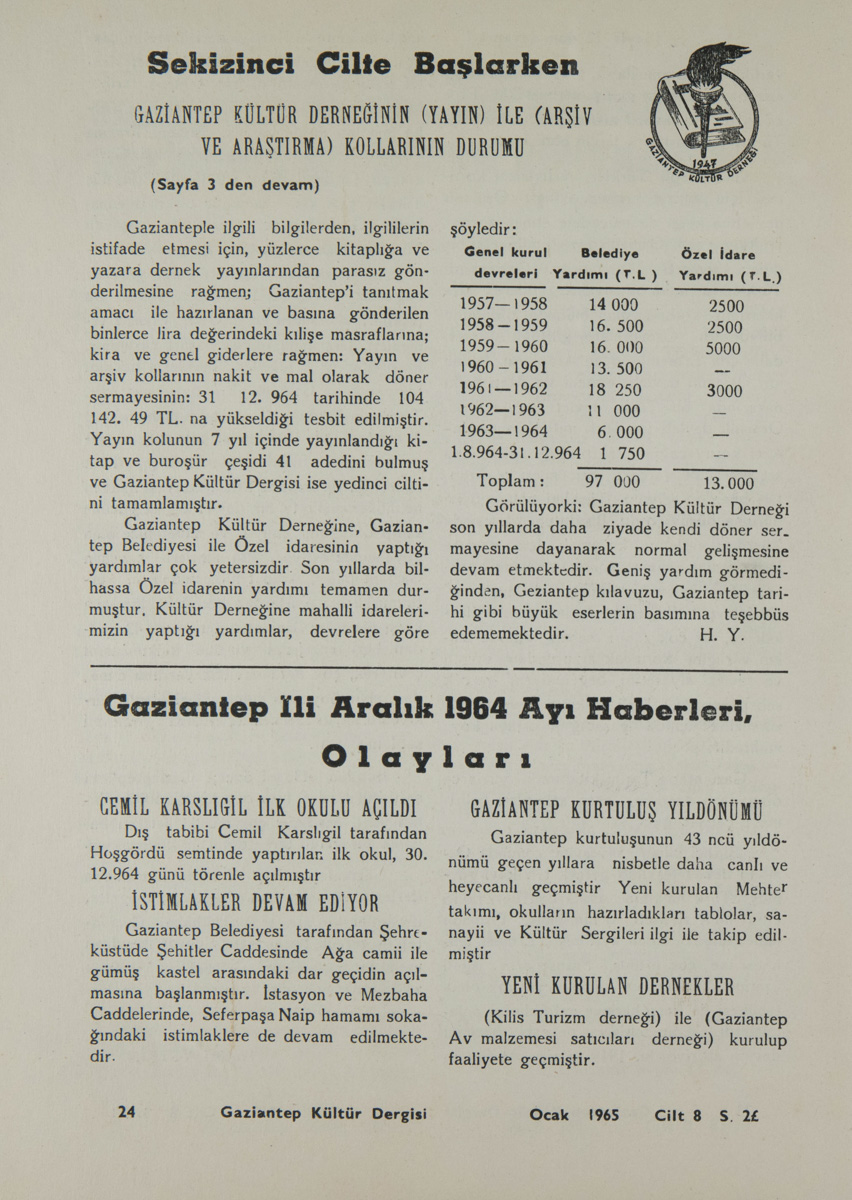 Sekizinci Cilte Başlarken
GAZİANTEP KÜLTÜR DERNEĞİNİN (YAYIN) İLE (ARŞİV
VE ARAŞTIRMA) KOLLARININ DURUMU
(Sayfa 3 den devam)
1947
GAZİANTEP KÜLTÜR DERNEĞİ
Gazianteple ilgili bilgilerden, ilgililerin
istifade etmesi için, yüzlerce kitaplığa ve
yazara dernek yayınlarından parasız gön-
derilmesine rağmen; Gaziantep'i tanıtmak
amacı ile hazırlanan ve basına gönderilen
binlerce lira değerindeki kılişe masraflarına;
kira ve genel giderlere rağmen: Yayın ve
arşiv kollarının nakit ve mal olarak döner
sermayesinin: 31 12. 964 tarihinde 104
142. 49 TL. na yükseldiği tesbit edilmiştir.
Yayın kolunun 7 yıl içinde yayınlandığı ki-
tap ve buroşür çeşidi 41 adedini bulmuş
ve Gaziantep Kültür Dergisi ise yedinci cilti-
ni tamamlamıştır.
Gaziantep Kültür Derneğine, Gazian-
tep Belediyesi ile Özel idaresinin yaptığı
yardımlar çok yetersizdir. Son yıllarda bil-
hassa Özel idarenin yardımı temamen dur-
muştur. Kültür Derneğine mahalli idareleri-
mizin yaptığı yardımlar, devrelere göre
şöyledir:
Genel kurul Belediye Özel İdare
devreleri Yardımı (T.L ) Yardımı (T.L.)
1957—1958 14 000 2500
1958—1959 16. 500 2500
1959—1960 16. 000 5000
1960—1961 13. 500 —
1961—1962 18 250 3000
1962—1963 11 000 —
1963—1964 6.000 —
1.8.964-31.12.964 1 750 —
Toplam : 97 000 13.000
Görülüyorki: Gaziantep Kültür Derneği
son yıllarda daha ziyade kendi döner ser-
mayesine dayanarak normal gelişmesine
devam etmektedir. Geniş yardım görmedi-
ğinden, Geziantep kılavuzu, Gaziantep tari-
hi gibi büyük eserlerin basımına teşebbüs
edememektedir. H. Y.
Gaziantep İli Aralık 1964 Ayı Haberleri,
Olayları
CEMİL KARSLIGİL İLK OKULU AÇILDI
Dış tabibi Cemil Karslıgil tarafından
Hoşgördü semtinde yaptırılan ilk okul, 30.
12.964 günü törenle açılmıştır
İSTİMLAKLER DEVAM EDİYOR
Gaziantep Belediyesi tarafından Şehre-
küstüde Şehitler Caddesinde Ağa camii ile
gümüş kastel arasındaki dar geçidin açıl-
masına başlanmıştır. İstasyon ve Mezbaha
Caddelerinde, Seferpaşa Naip hamamı soka-
ğındaki istimlaklere de devam edilmekte-
dir.
GAZİANTEP KURTULUŞ YILDÖNÜMÜ
Gaziantep kurtuluşunun 43 ncü yıldö-
nümü geçen yıllara nisbetle daha canlı ve
heyecanlı geçmiştir Yeni kurulan Mehter
takımı, okulların hazırladıkları tablolar, sa-
nayii ve Kültür Sergileri ilgi ile takip edil-
miştir
YENİ KURULAN DERNEKLER
(Kilis Turizm derneği) ile (Gaziantep
Av malzemesi satıcıları derneği) kurulup
faaliyete geçmiştir.
24 Gaziantep Kültür Dergisi Ocak 1965 Cilt 8 S. 2£